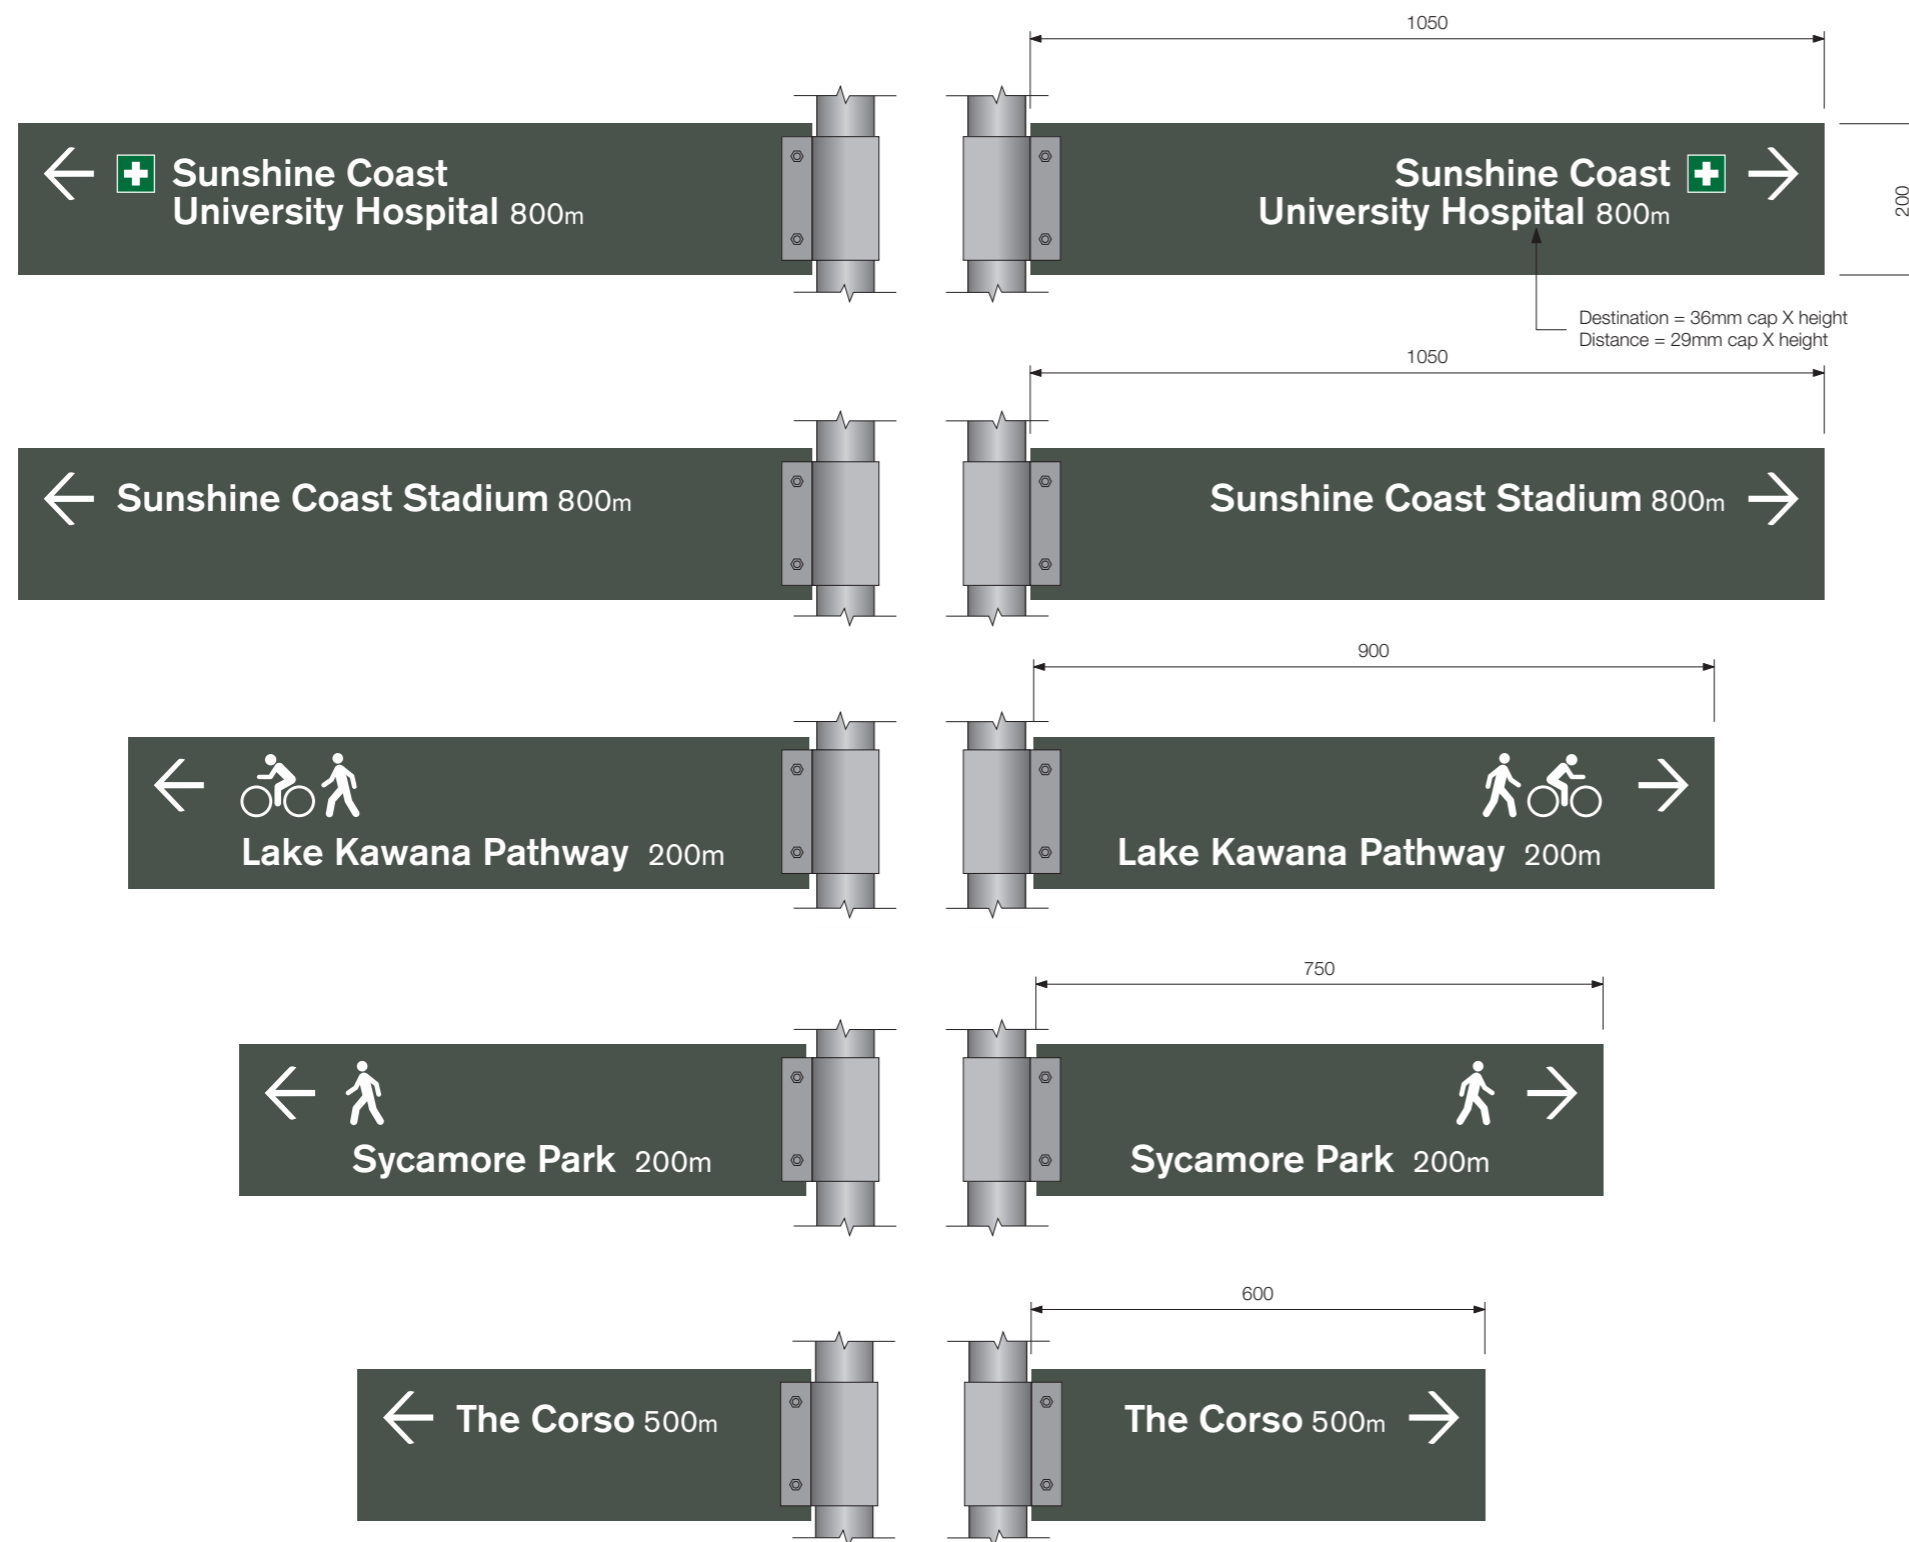 1050
Sunshine Coast
University Hospital 800m
Sunshine Coast
University Hospital 800m
200
Destination = 36mm cap X height
Distance = 29mm cap X height
1050
Sunshine Coast Stadium 800m
Sunshine Coast Stadium 800m
900
Lake Kawana Pathway 200m
Lake Kawana Pathway 200m
750
Sycamore Park 200m
Sycamore Park 200m
600
The Corso 500m
The Corso 500m